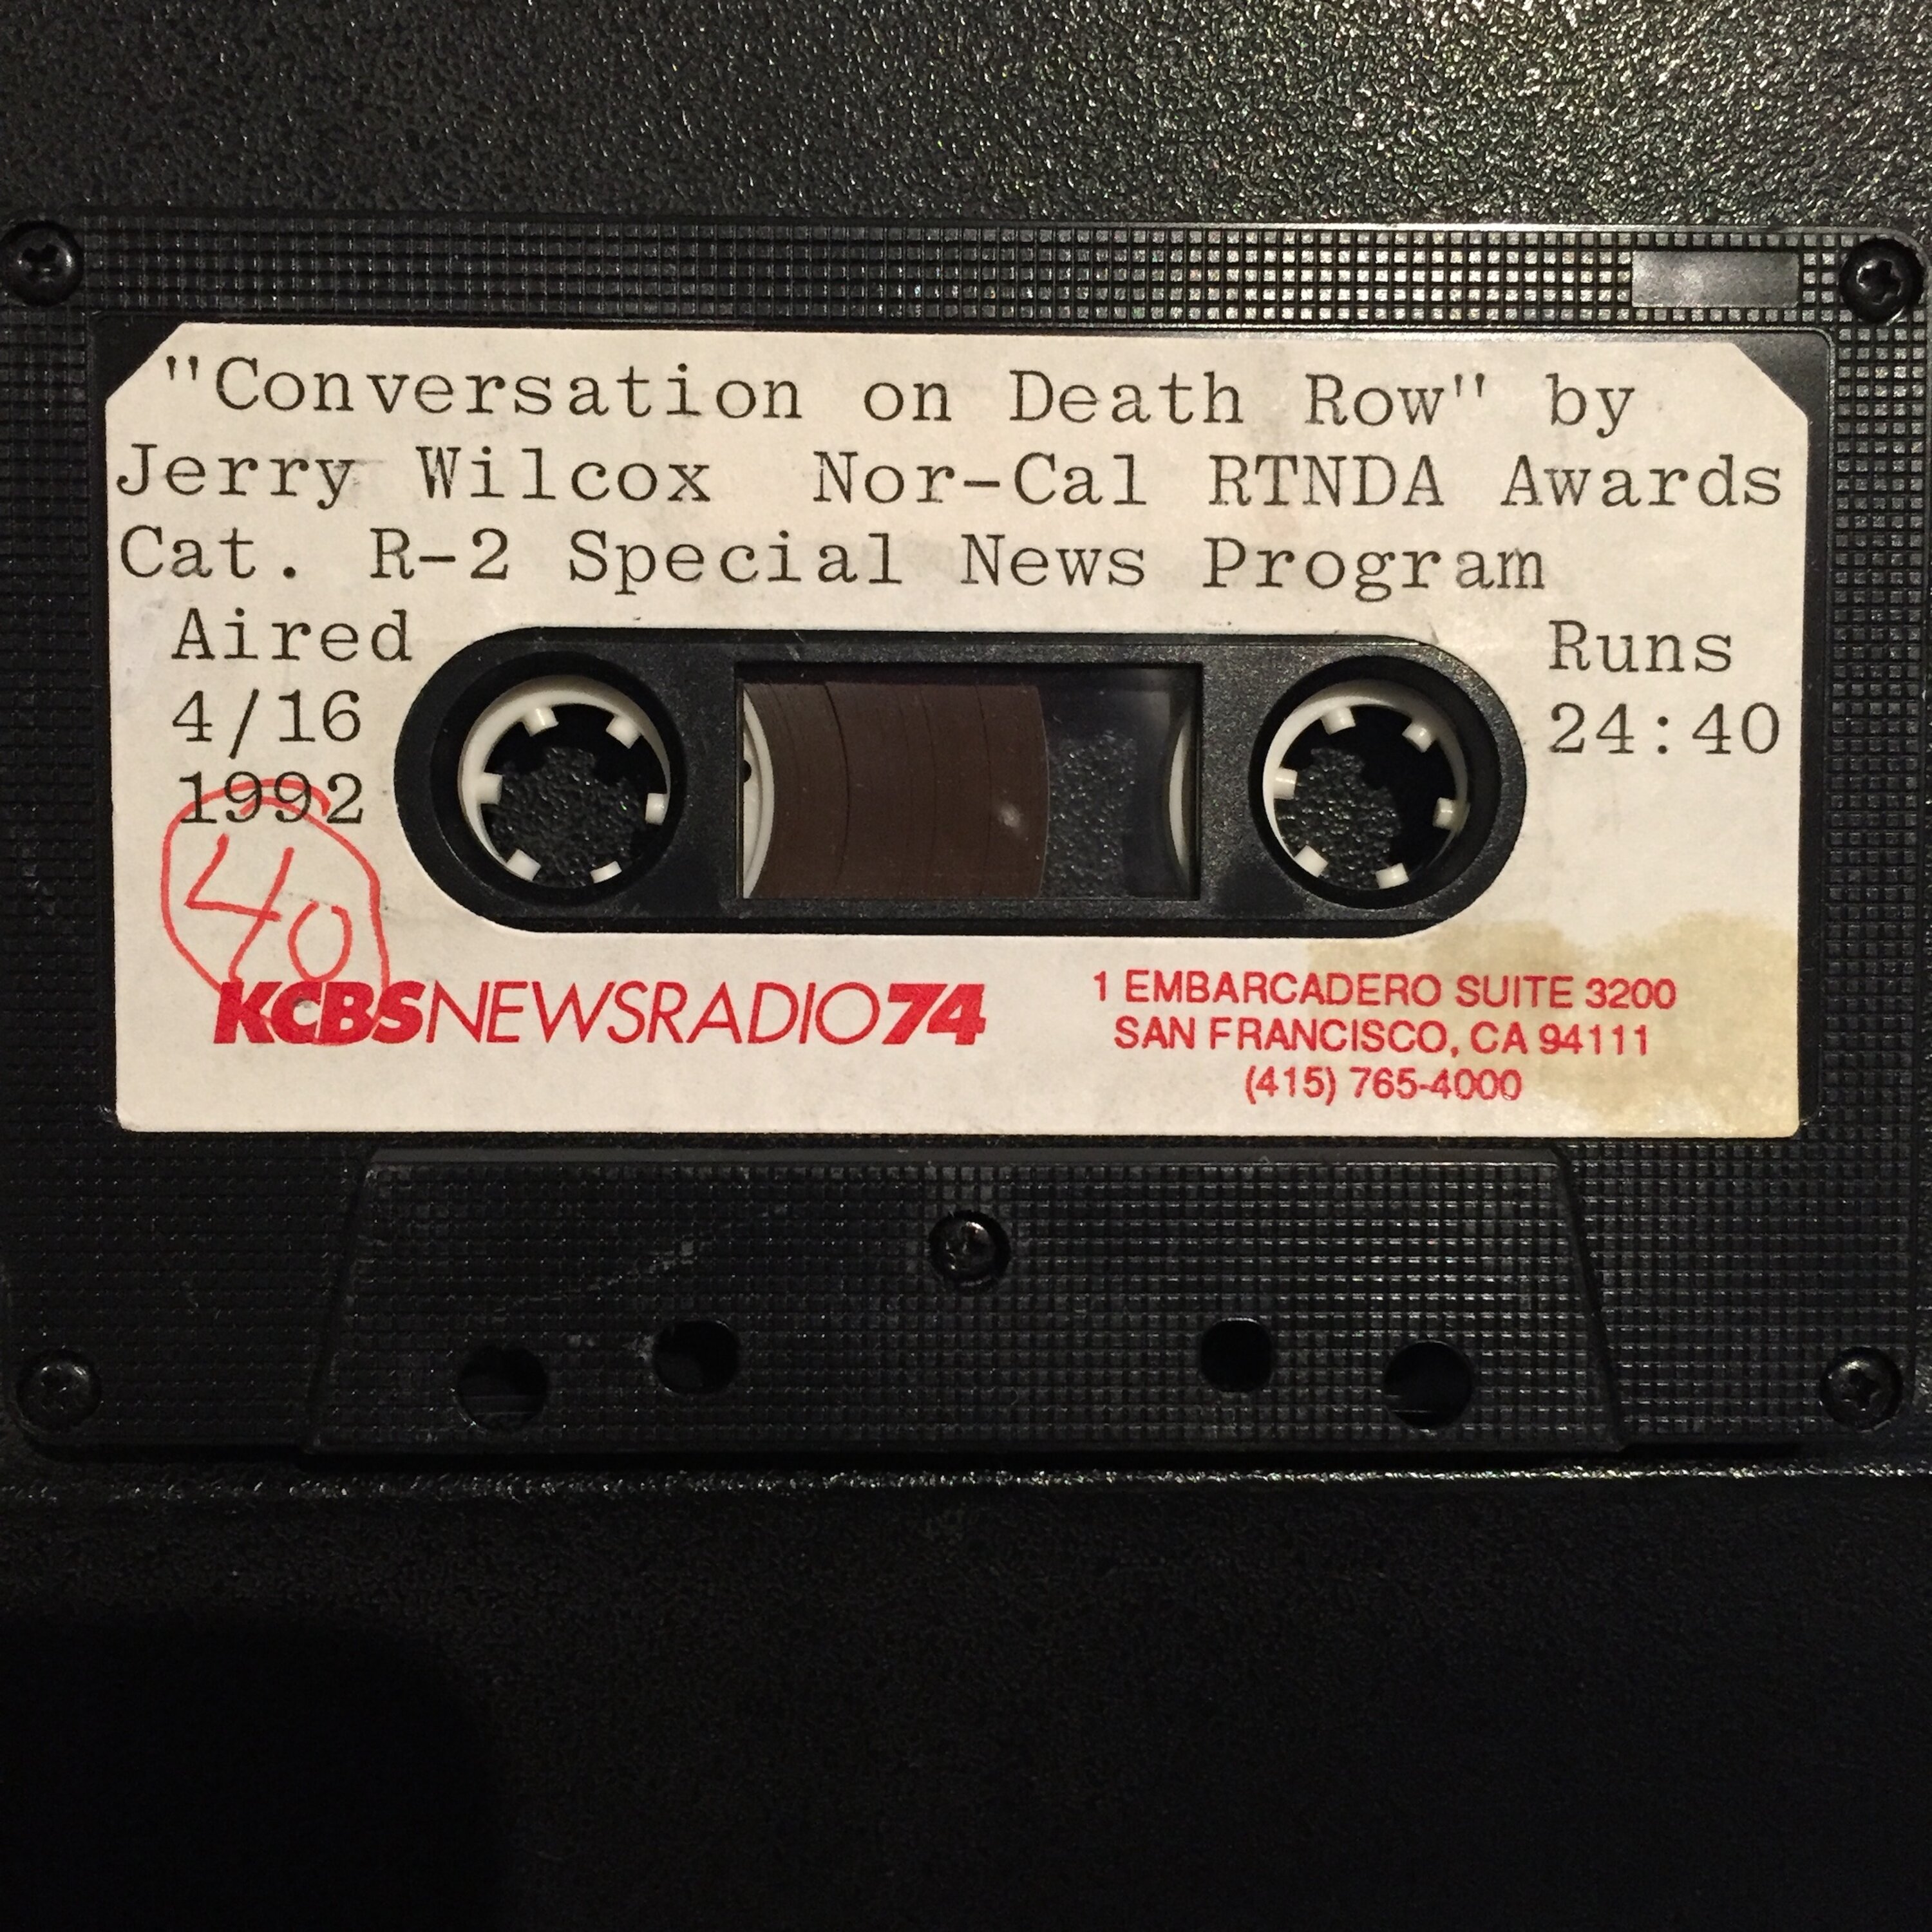 "Conversation on Death Row" by
Jerry Wilcox Nor-Cal RTNDA Awards
Cat. R-2 Special News Program
Aired
4/16
1992
Runs
24:40
40
KCBSNEWSRADIO74
1 EMBARCADERO SUITE 3200
SAN FRANCISCO, CA 94111
(415) 765-4000